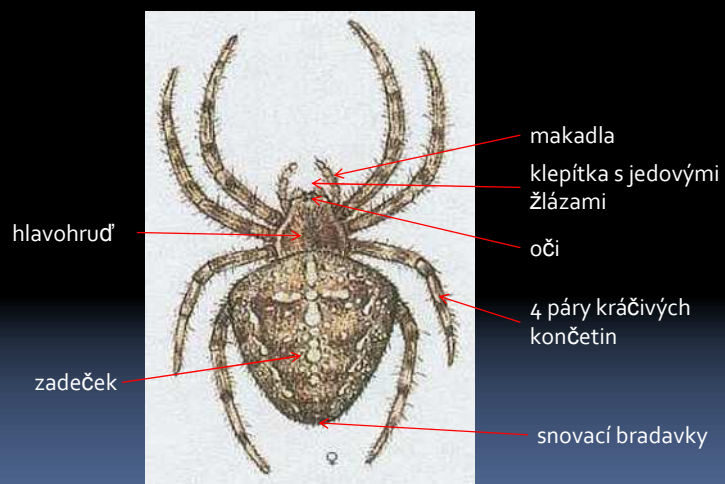 makadla
klepítka s jedovými
žlázami
hlavohruď
oči
4 páry kráčivých
končetin
zadeček
snovací bradavky
♀